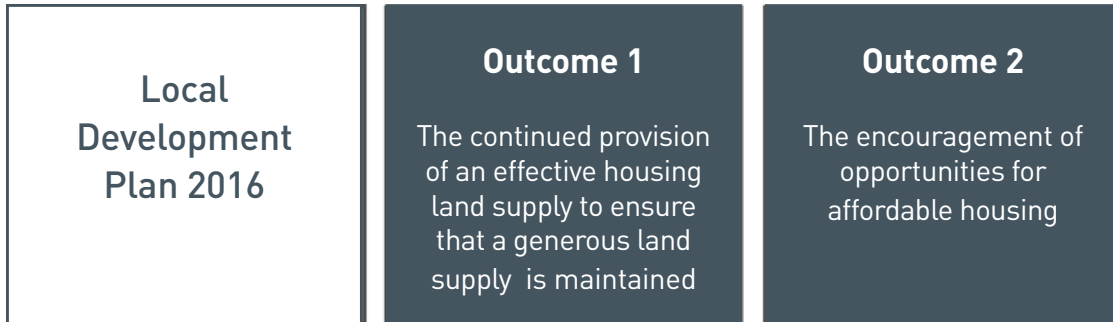 Local
Development
Plan 2016
Outcome 1
The continued provision
of an effective housing
land supply to ensure
that a generous land
supply is maintained
Outcome 2
The encouragement of
opportunities for
affordable housing